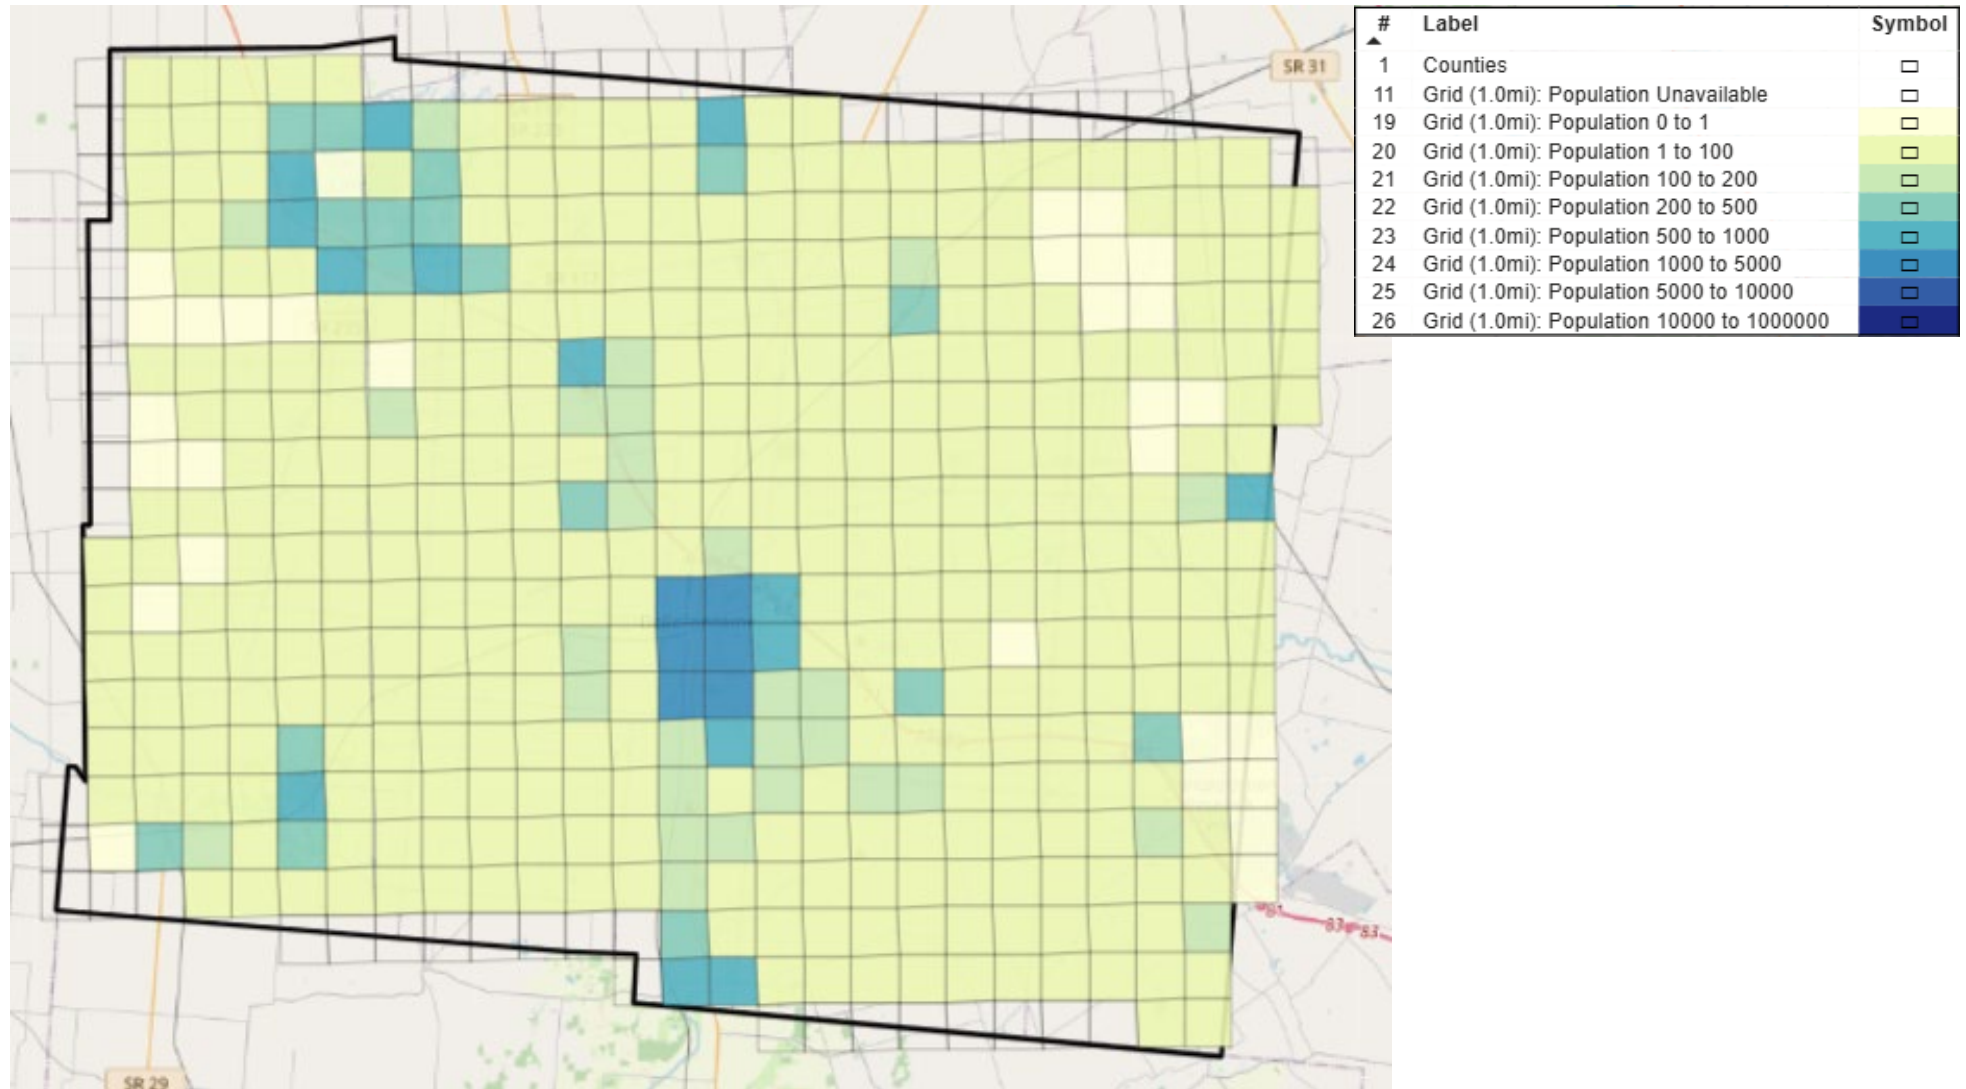 SR 31
# Label Symbol
1 Counties
11 Grid (1.0mi): Population Unavailable
19 Grid (1.0mi): Population 0 to 1
20 Grid (1.0mi): Population 1 to 100
21 Grid (1.0mi): Population 100 to 200
22 Grid (1.0mi): Population 200 to 500
23 Grid (1.0mi): Population 500 to 1000
24 Grid (1.0mi): Population 1000 to 5000
25 Grid (1.0mi): Population 5000 to 10000
26 Grid (1.0mi): Population 10000 to 1000000
83 83
SR 29